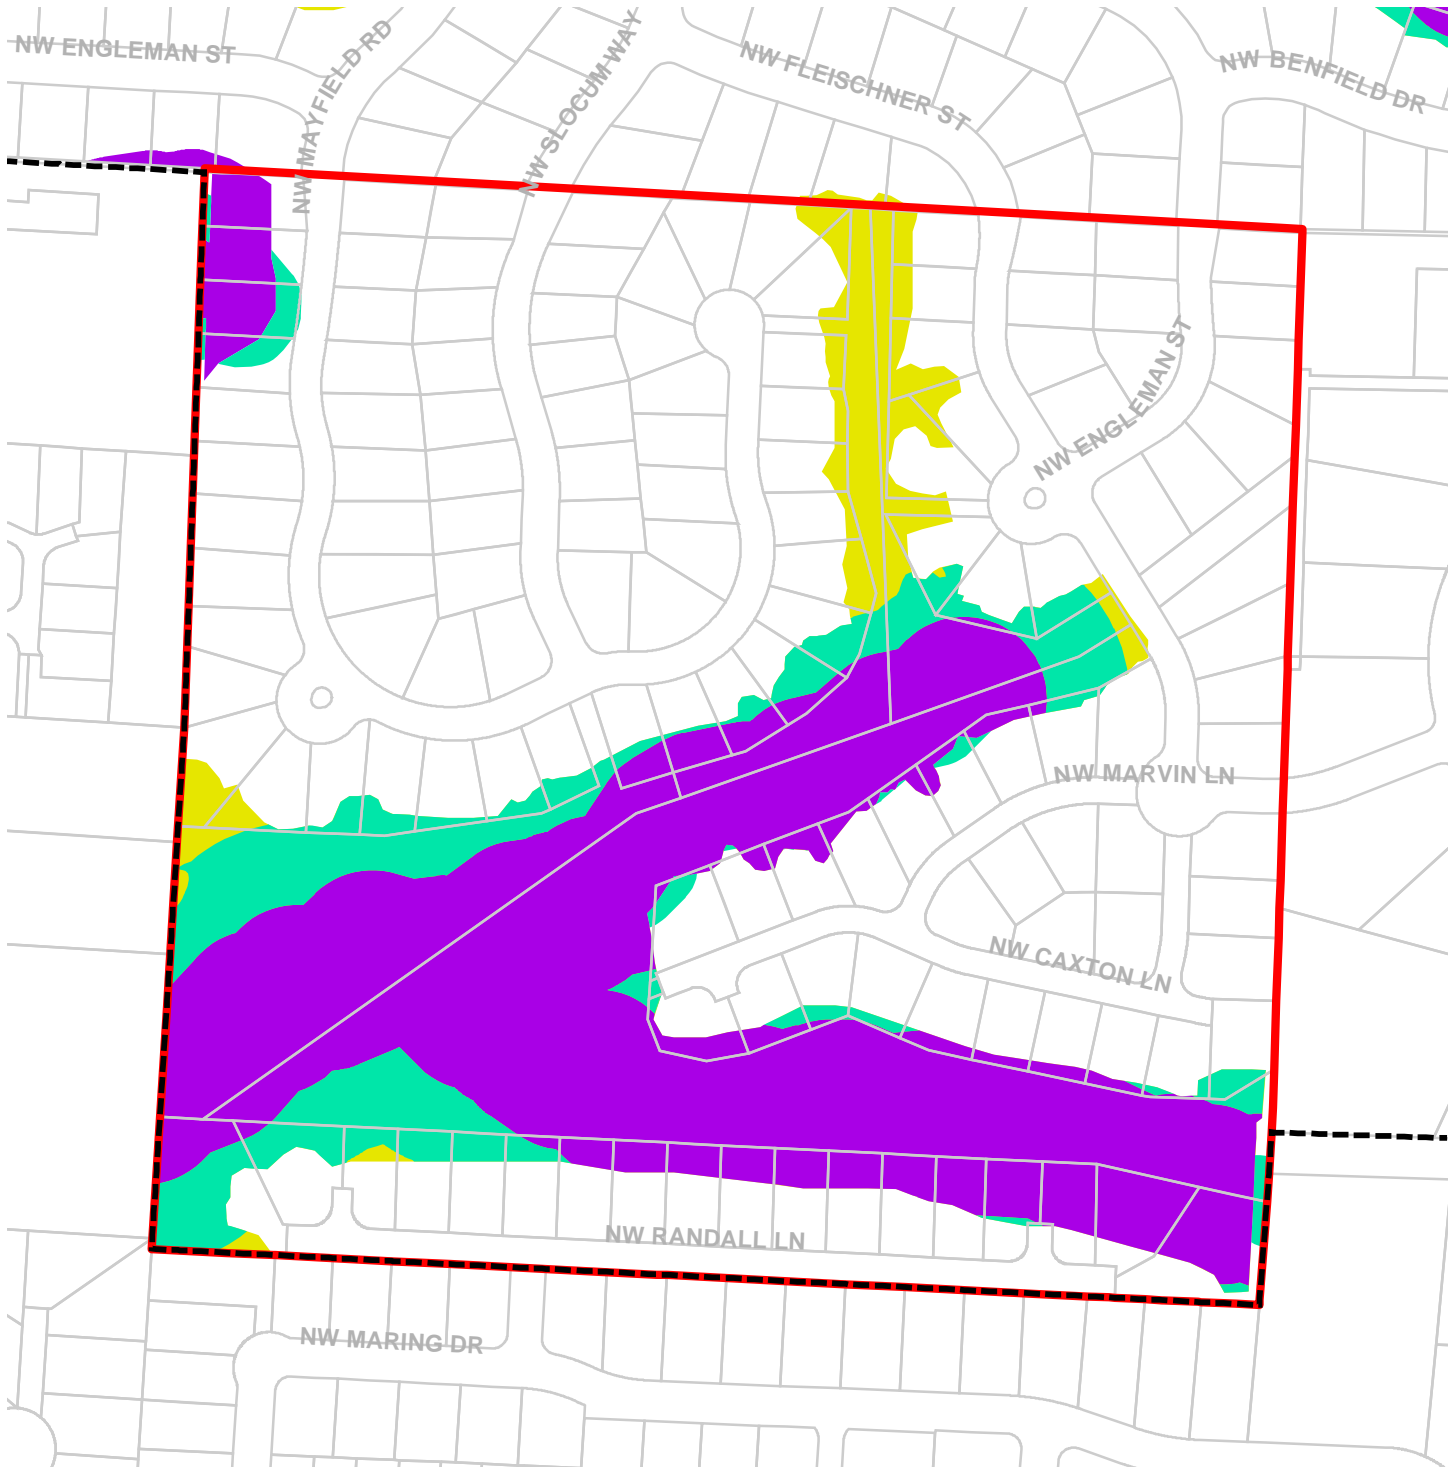 NW ENGLEMAN ST
NW MAYFIELD RD
NW SLOCUM WAY
NW FLEISCHNER ST
NW BENFIELD DR
NW ENGLEMAN ST
NW MARVIN LN
NW CAXTON LN
NW RANDALL LN
NW MARING DR